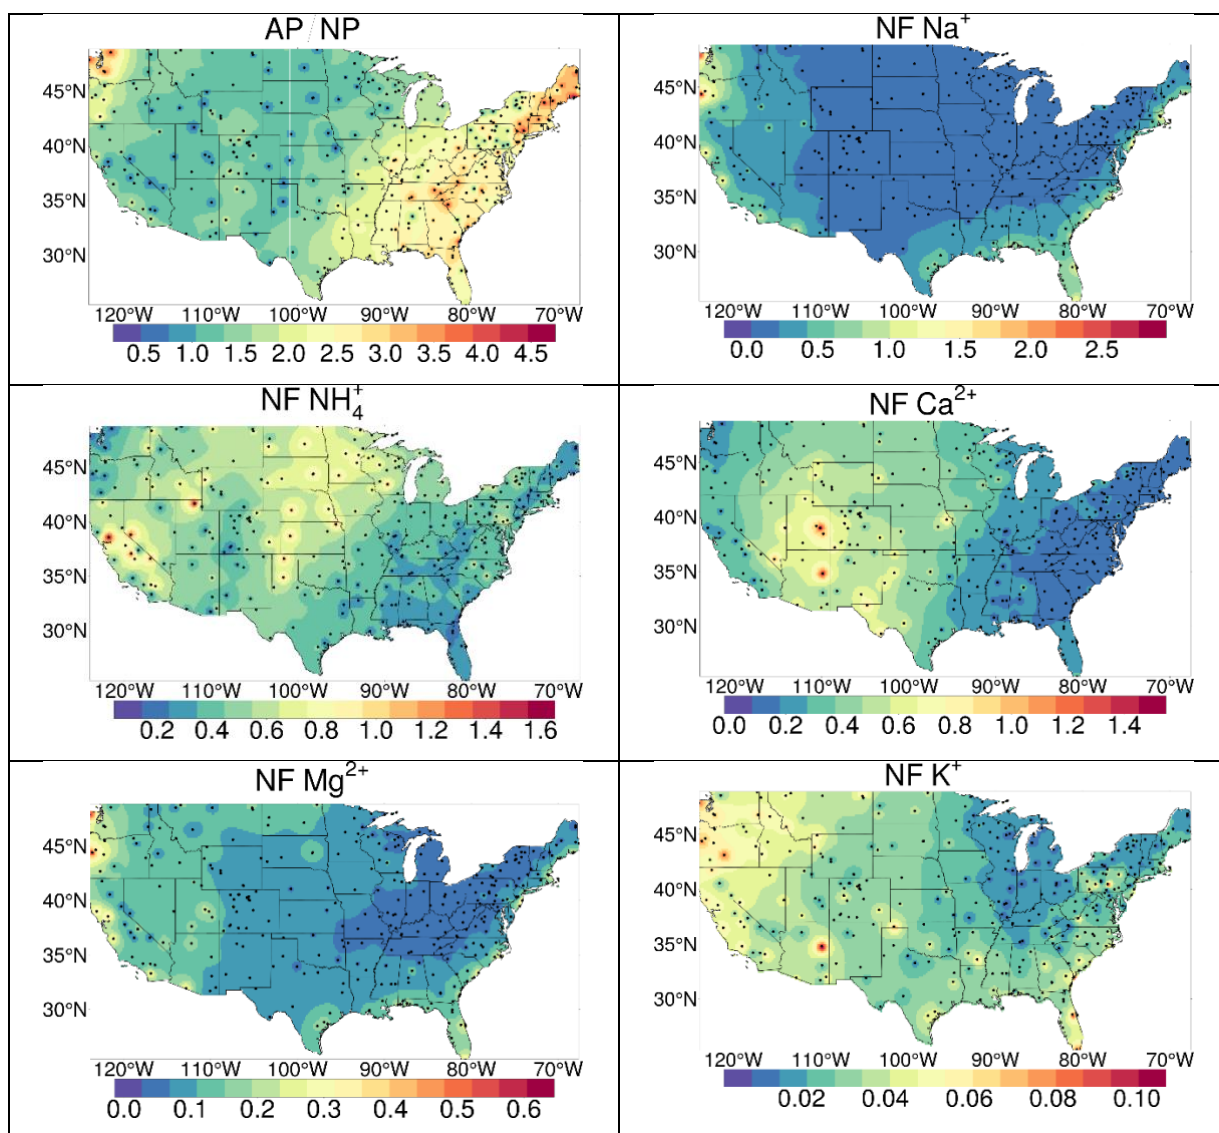 AP / NP
45°N
40°N
35°N
30°N
120°W 110°W 100°W 90°W 80°W 70°W
0.5 1.0 1.5 2.0 2.5 3.0 3.5 4.0 4.5
NF Na⁺
45°N
40°N
35°N
30°N
120°W 110°W 100°W 90°W 80°W 70°W
0.0 0.5 1.0 1.5 2.0 2.5
NF NH₄⁺
45°N
40°N
35°N
30°N
120°W 110°W 100°W 90°W 80°W 70°W
0.2 0.4 0.6 0.8 1.0 1.2 1.4 1.6
NF Ca²⁺
45°N
40°N
35°N
30°N
120°W 110°W 100°W 90°W 80°W 70°W
0.0 0.2 0.4 0.6 0.8 1.0 1.2 1.4
NF Mg²⁺
45°N
40°N
35°N
30°N
120°W 110°W 100°W 90°W 80°W 70°W
0.0 0.1 0.2 0.3 0.4 0.5 0.6
NF K⁺
45°N
40°N
35°N
30°N
120°W 110°W 100°W 90°W 80°W 70°W
0.02 0.04 0.06 0.08 0.10